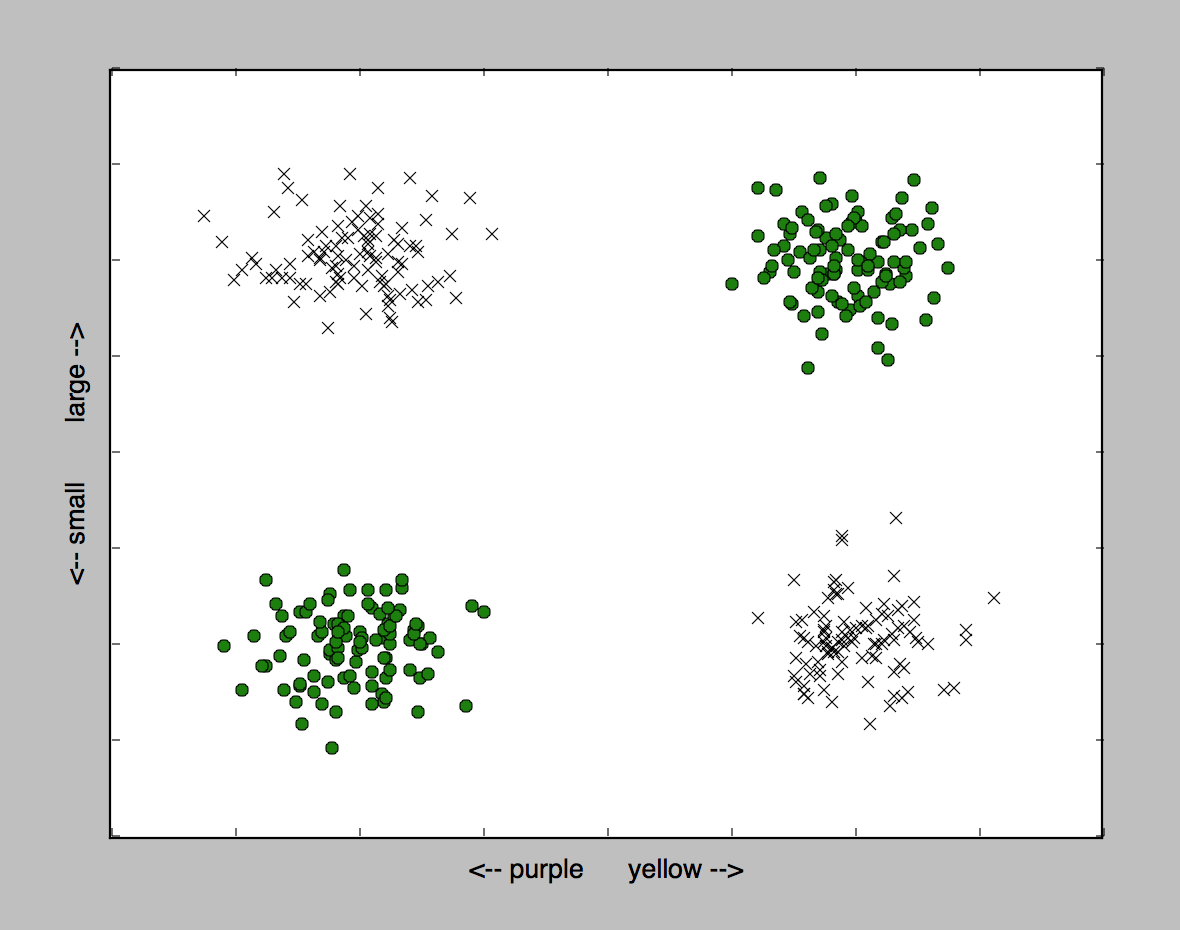 <-- small      large -->
<-- purple      yellow -->